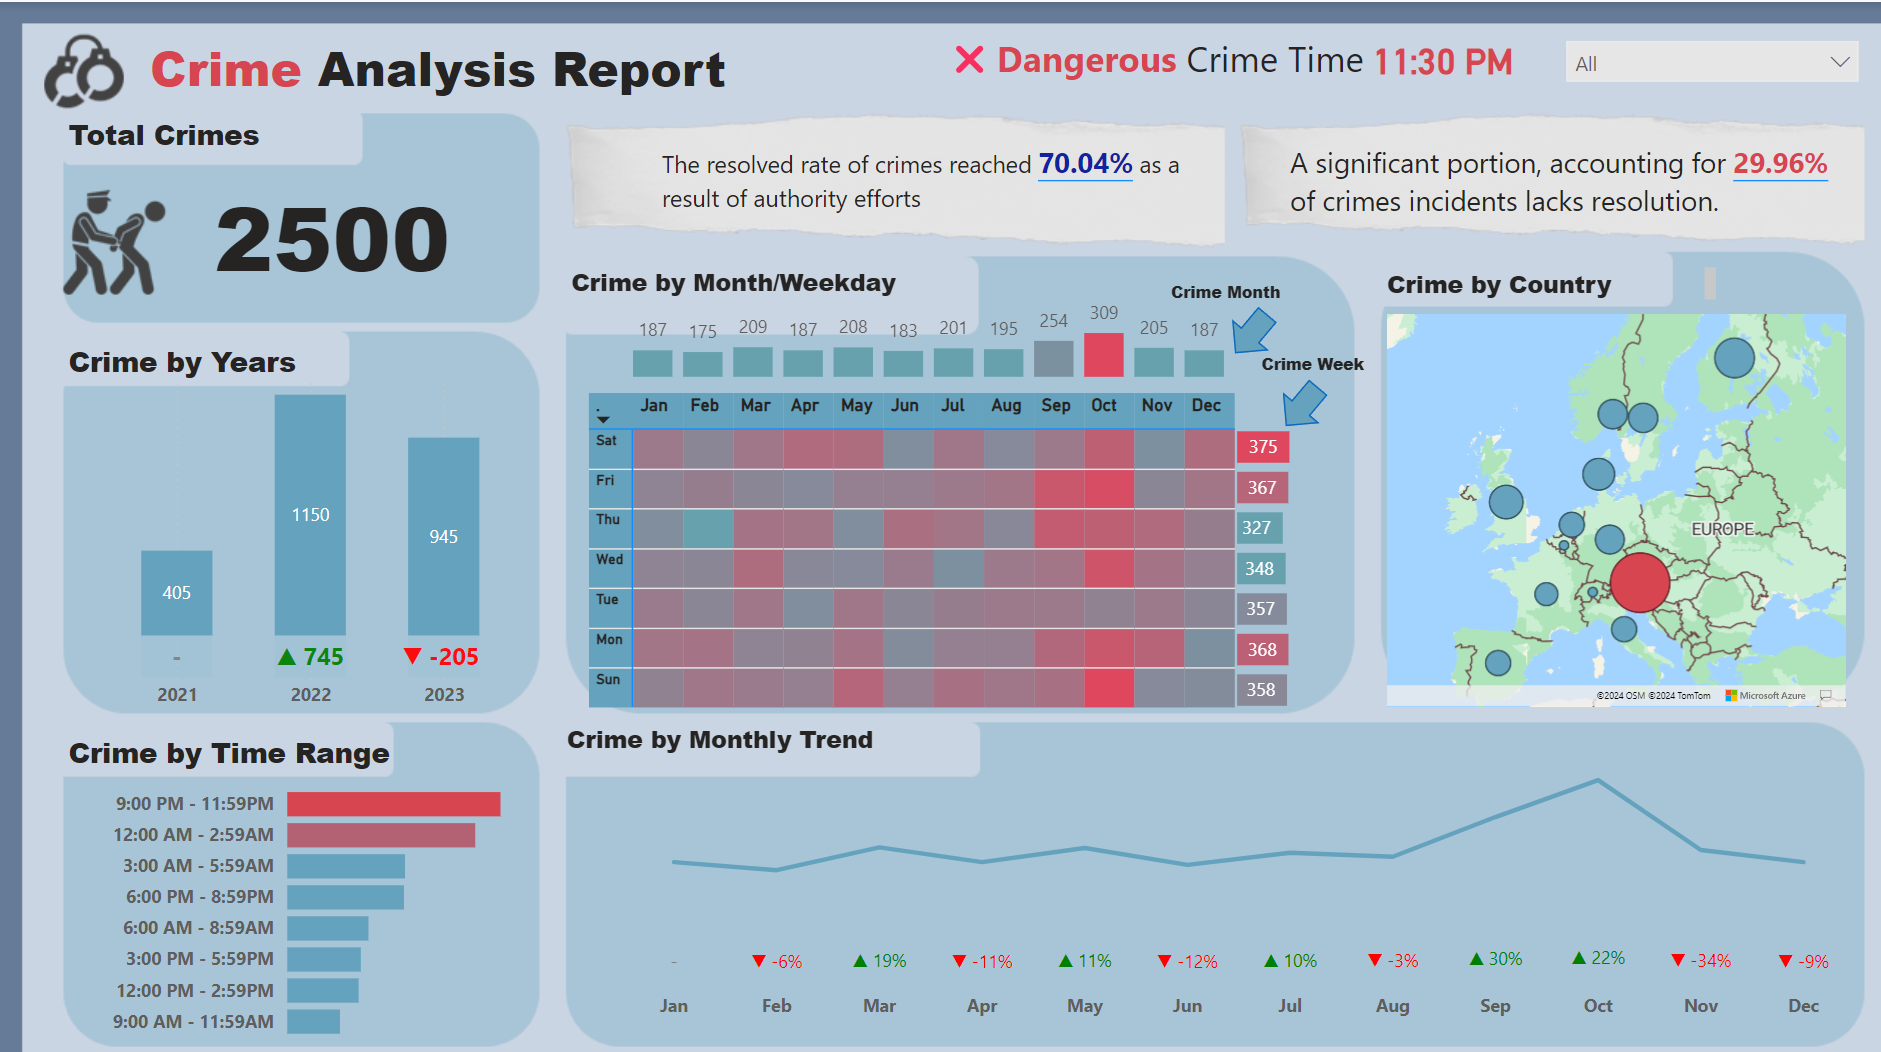 Crime Analysis Report
Dangerous Crime Time 11:30 PM
All
Total Crimes
2500
The resolved rate of crimes reached 70.04% as a
result of authority efforts
A significant portion, accounting for 29.96%
of crimes incidents lacks resolution.
Crime by Years
405
1150
945
-
745
-205
2021
2022
2023
Crime by Month/Weekday
Crime Month
187 175 209 187 208 183 201 195 254 309 205 187
Crime Week
. Jan Feb Mar Apr May Jun Jul Aug Sep Oct Nov Dec
Sat 375
Fri 367
Thu 327
Wed 348
Tue 357
Mon 368
Sun 358
Crime by Country
EUROPE
©2024 OSM ©2024 TomTom Microsoft Azure
Crime by Time Range
9:00 PM - 11:59PM
12:00 AM - 2:59AM
3:00 AM - 5:59AM
6:00 PM - 8:59PM
6:00 AM - 8:59AM
3:00 PM - 5:59PM
12:00 PM - 2:59PM
9:00 AM - 11:59AM
Crime by Monthly Trend
- -6% 19% -11% 11% -12% 10% -3% 30% 22% -34% -9%
Jan Feb Mar Apr May Jun Jul Aug Sep Oct Nov Dec